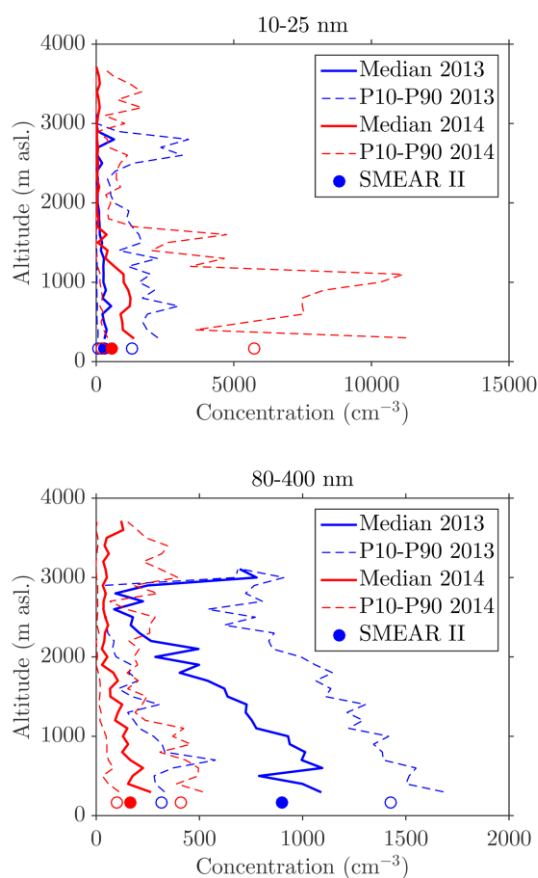 10-25 nm
4000
3000
2000
1000
0
Altitude (m asl.)
Median 2013
P10-P90 2013
Median 2014
P10-P90 2014
SMEAR II
0
5000
10000
15000
Concentration (cm⁻³)
80-400 nm
4000
3000
2000
1000
0
Altitude (m asl.)
Median 2013
P10-P90 2013
Median 2014
P10-P90 2014
SMEAR II
0
500
1000
1500
2000
Concentration (cm⁻³)